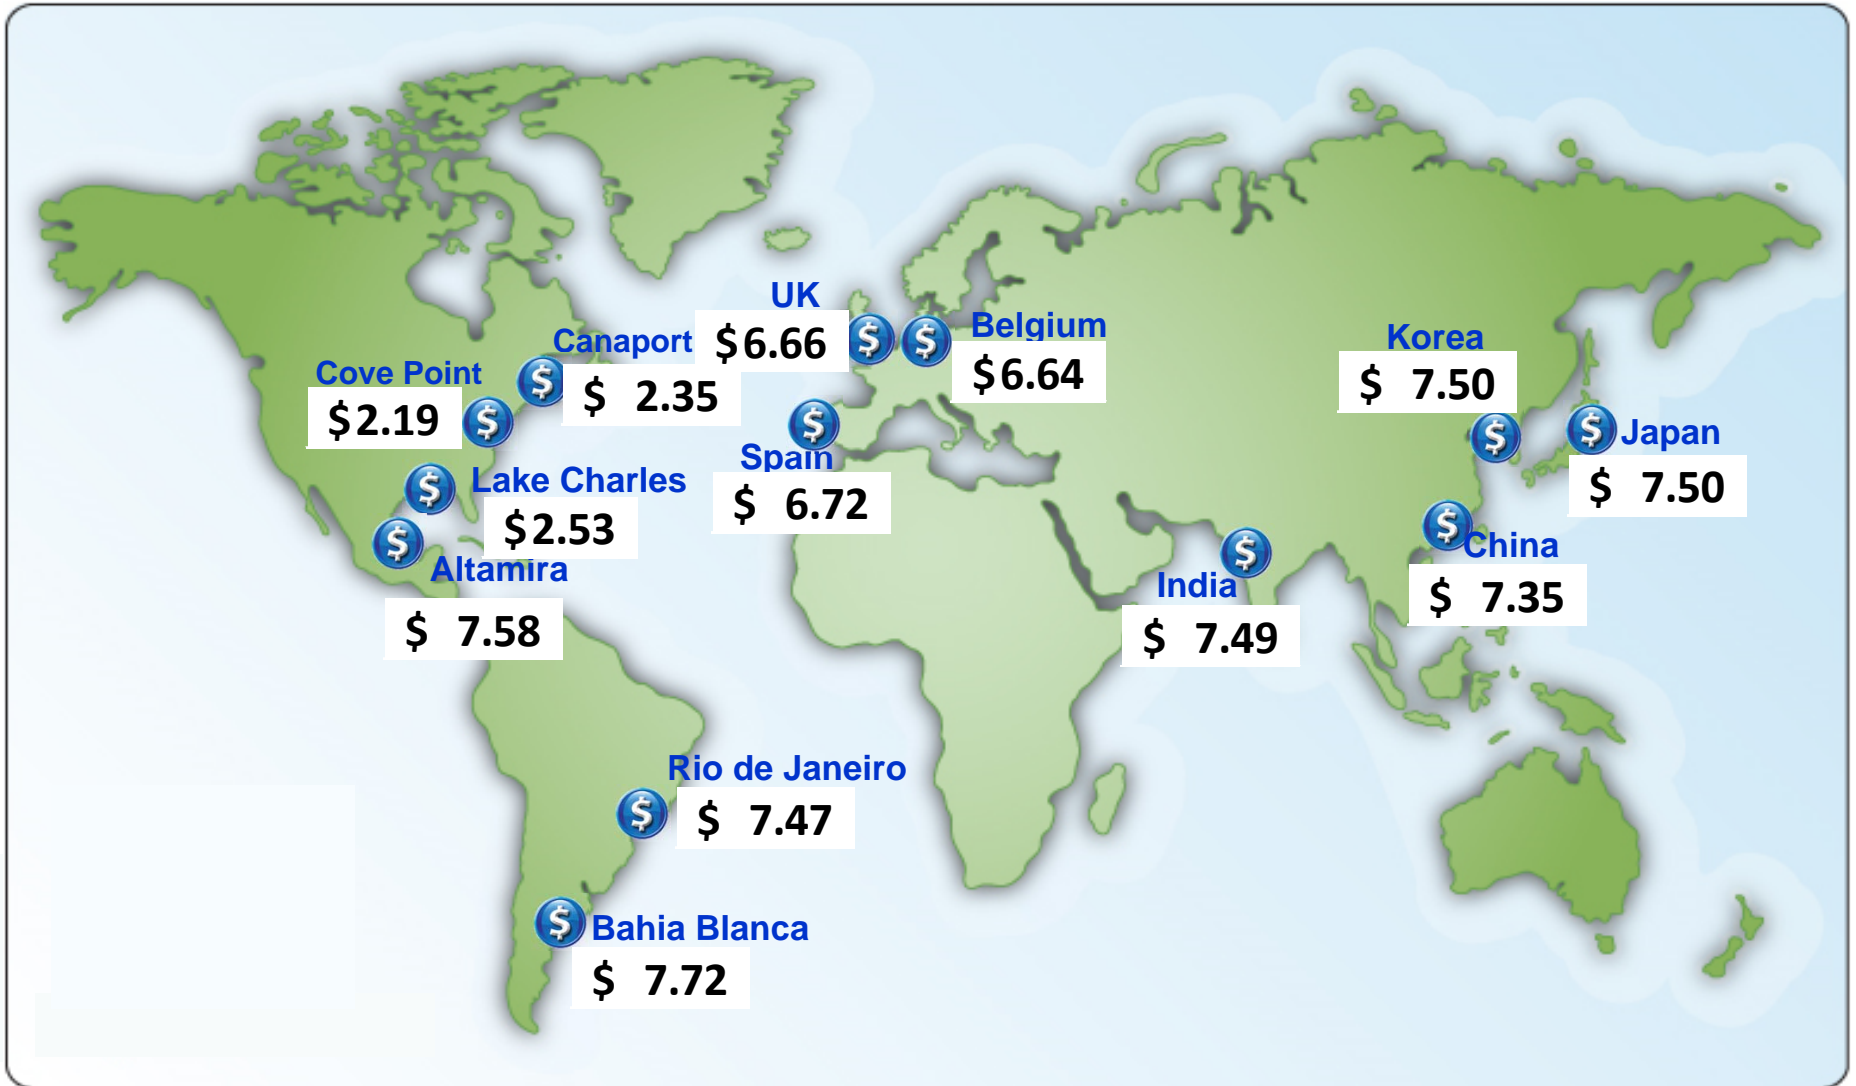 UK
$6.66
Belgium
$6.64
Canaport
$ 2.35
Cove Point
$2.19
Korea
$ 7.50
Japan
$ 7.50
Spain
$ 6.72
Lake Charles
$2.53
Altamira
$ 7.58
China
$ 7.35
India
$ 7.49
Rio de Janeiro
$ 7.47
Bahia Blanca
$ 7.72